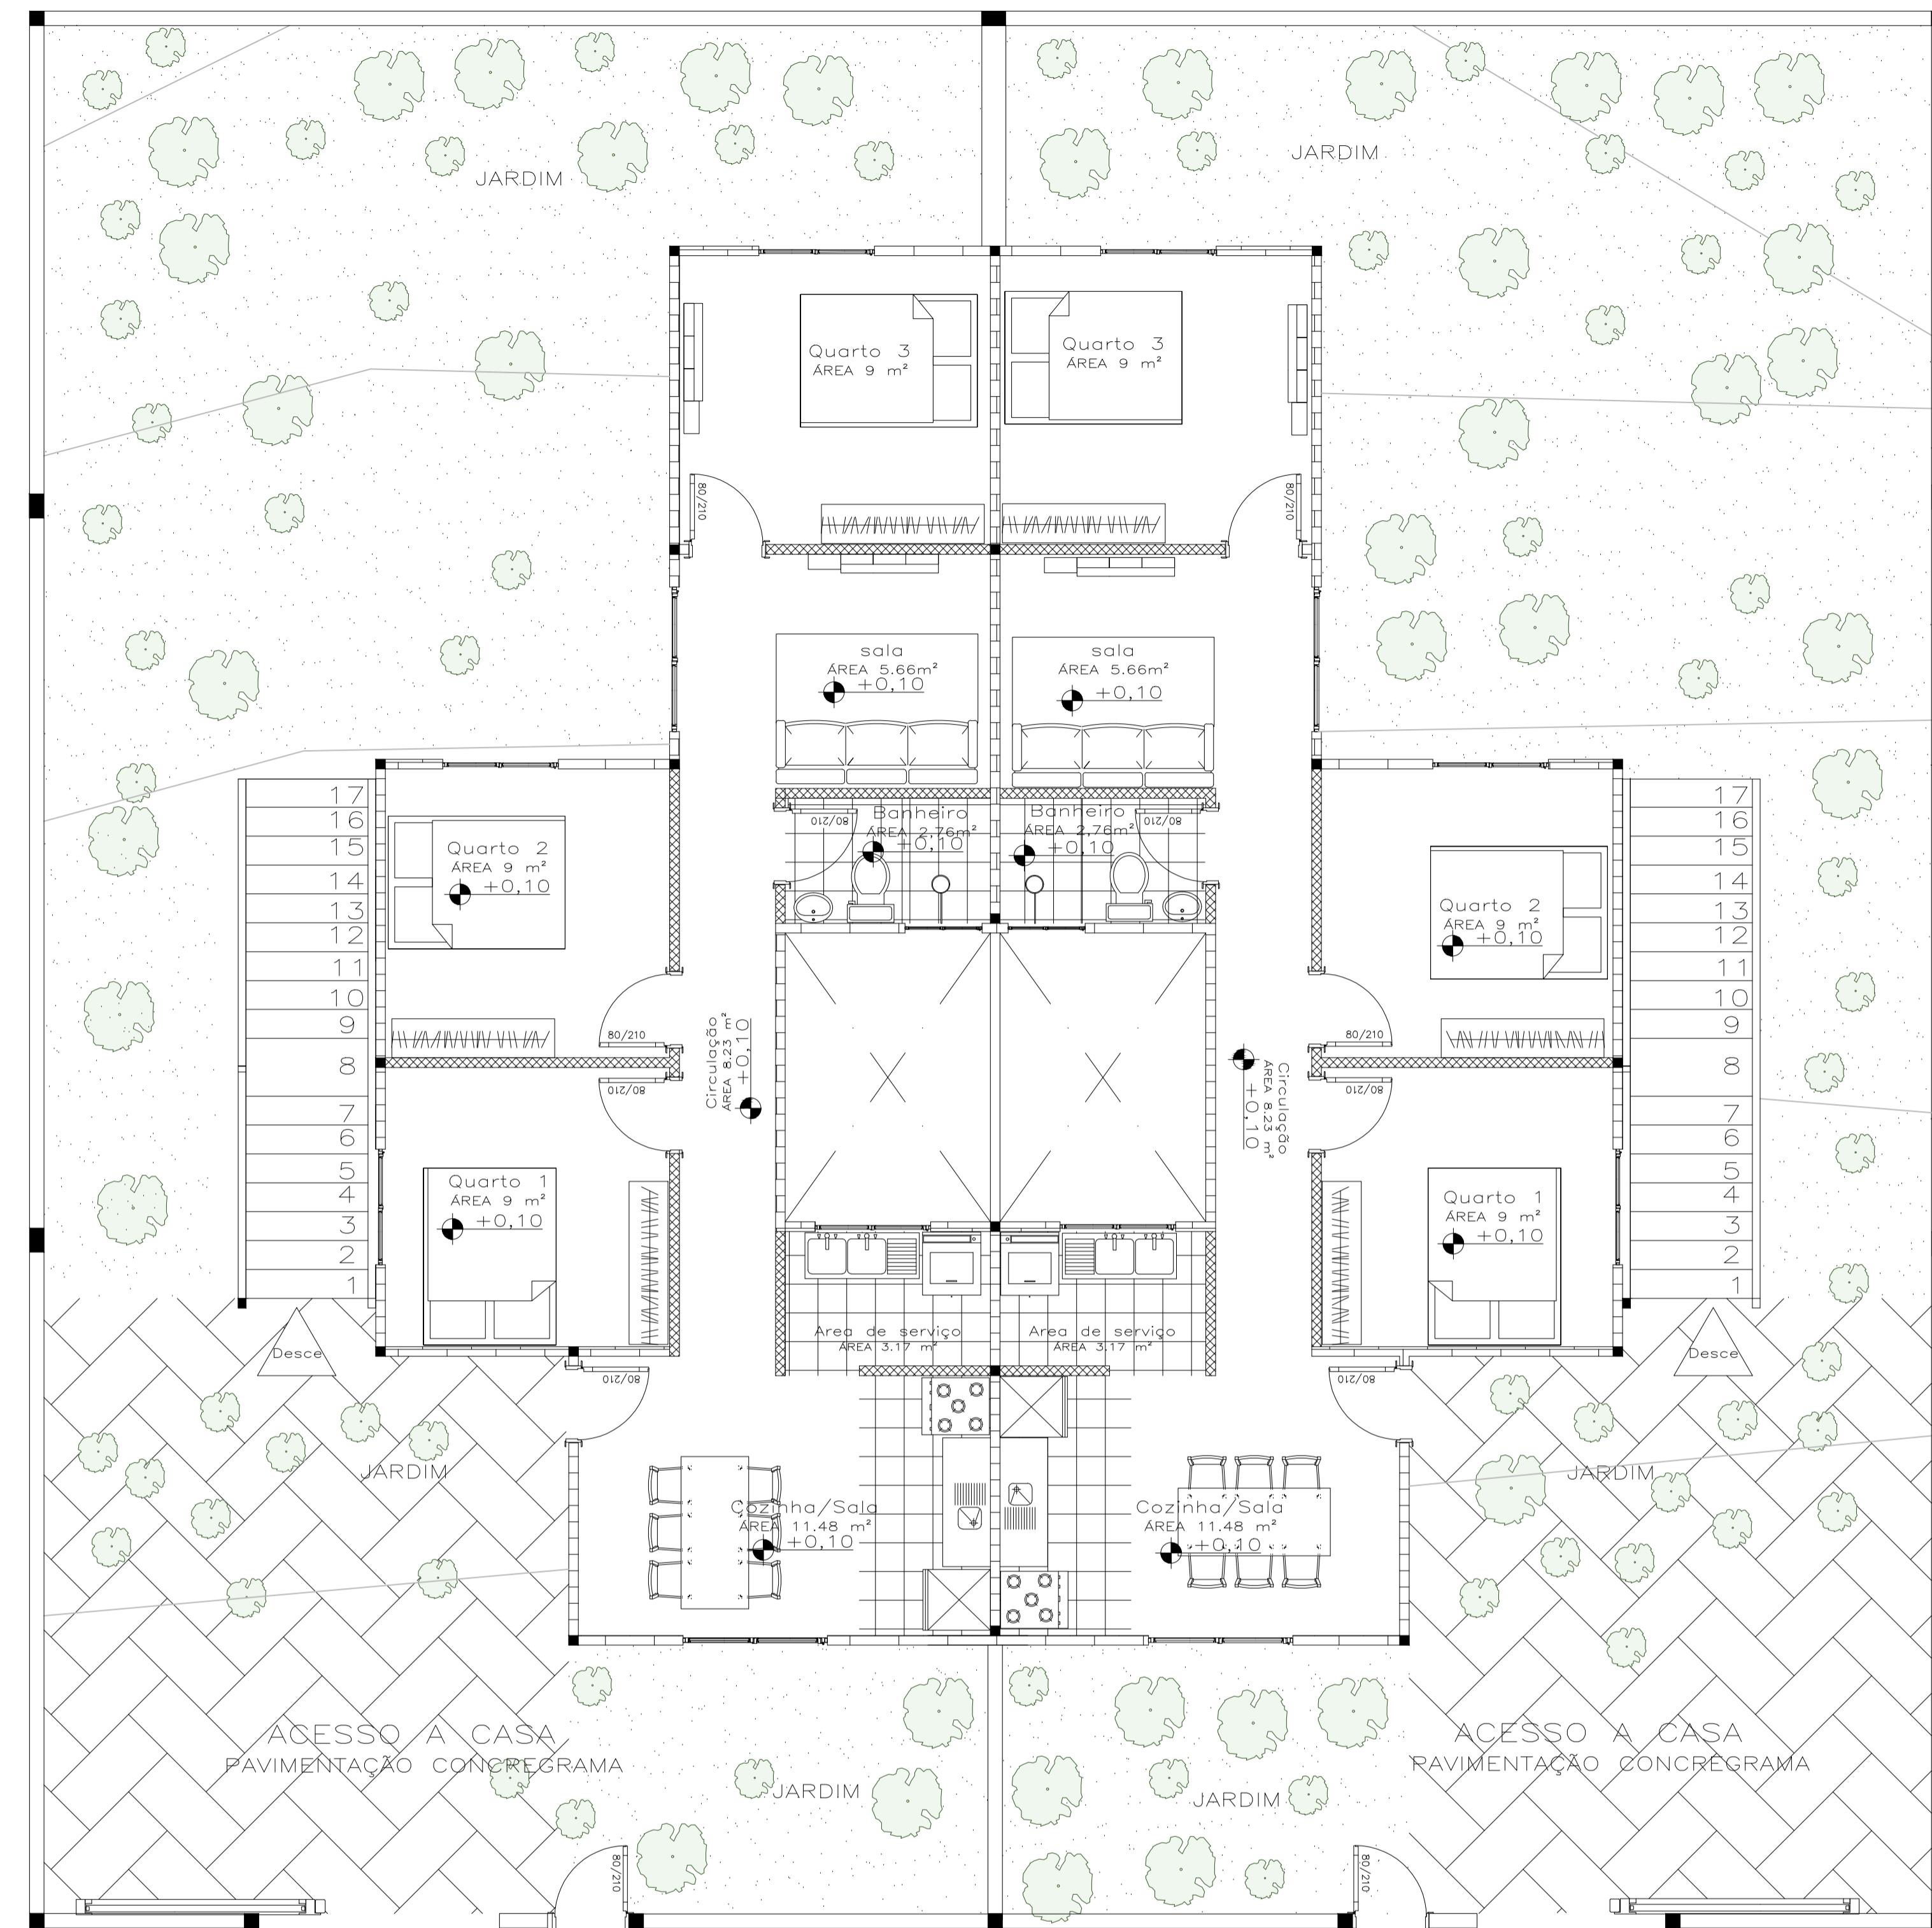 JARDIM
JARDIM
Quarto 3
ÁREA 9 m²
Quarto 3
ÁREA 9 m²
80/210
80/210
sala
ÁREA 5.66m²
+0,10
sala
ÁREA 5.66m²
+0,10
Banheiro
ÁREA 2,76m²
+0,10
80/210
Banheiro
ÁREA 2,76m²
+0,10
80/210
17
16
15
14
13
12
11
10
9
8
7
6
5
4
3
2
1
Quarto 2
ÁREA 9 m²
+0,10
80/210
Quarto 2
ÁREA 9 m²
+0,10
80/210
17
16
15
14
13
12
11
10
9
8
7
6
5
4
3
2
1
Circulação
ÁREA 8.23 m²
+0,10
Circulação
ÁREA 8.23 m²
+0,10
80/210
80/210
Quarto 1
ÁREA 9 m²
+0,10
Quarto 1
ÁREA 9 m²
+0,10
Area de serviço
ÁREA 3.17 m²
Area de serviço
ÁREA 3.17 m²
Desce
Desce
80/210
80/210
JARDIM
JARDIM
Cozinha/Sala
ÁREA 11.48 m²
+0,10
Cozinha/Sala
ÁREA 11.48 m²
+0,10
ACESSO A CASA
PAVIMENTAÇÃO CONCREGRAMA
ACESSO A CASA
PAVIMENTAÇÃO CONCREGRAMA
JARDIM
JARDIM
80/210
80/210